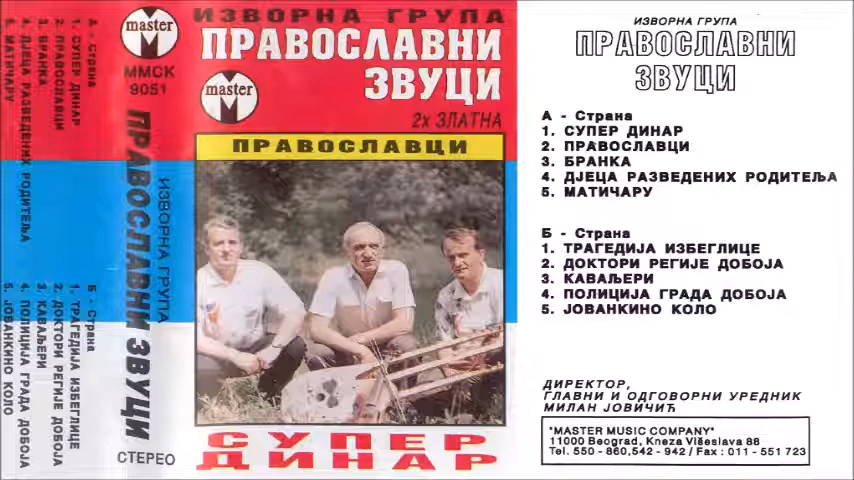 А - Страна
1. СУПЕР ДИНАР
2. ПРАВОСЛАВЦИ
3. БРАНКА
4. ДЈЕЦА РАЗВЕДЕНИХ РОДИТЕЉА
5. МАТИЧАРУ
Б - Страна
1. ТРАГЕДИЈА ИЗБЕГЛИЦЕ
2. ДОКТОРИ РЕГИЈЕ ДОБОЈА
3. КАВАЉЕРИ
4. ПОЛИЦИЈА ГРАДА ДОБОЈА
5. ЈОВАНКИНО КОЛО
master
ММСК
9051
ИЗВОРНА ГРУПА
ПРАВОСЛАВНИ ЗВУЦИ
СТЕРЕО
ИЗВОРНА ГРУПА
ПРАВОСЛАВНИ
ЗВУЦИ
master
2х ЗЛАТНА
ПРАВОСЛАВЦИ
СУПЕР
ДИНАР
ИЗВОРНА ГРУПА
ПРАВОСЛАВНИ
ЗВУЦИ
А - Страна
1. СУПЕР ДИНАР
2. ПРАВОСЛАВЦИ
3. БРАНКА
4. ДЈЕЦА РАЗВЕДЕНИХ РОДИТЕЉА
5. МАТИЧАРУ
Б - Страна
1. ТРАГЕДИЈА ИЗБЕГЛИЦЕ
2. ДОКТОРИ РЕГИЈЕ ДОБОЈА
3. КАВАЉЕРИ
4. ПОЛИЦИЈА ГРАДА ДОБОЈА
5. ЈОВАНКИНО КОЛО
ДИРЕКТОР,
ГЛАВНИ И ОДГОВОРНИ УРЕДНИК
МИЛАН ЈОВИЧИЋ
"MASTER MUSIC COMPANY"
11000 Beograd, Kneza Višeslava 88
Tel. 550 - 860,542 - 942 / Fax : 011 - 551 723